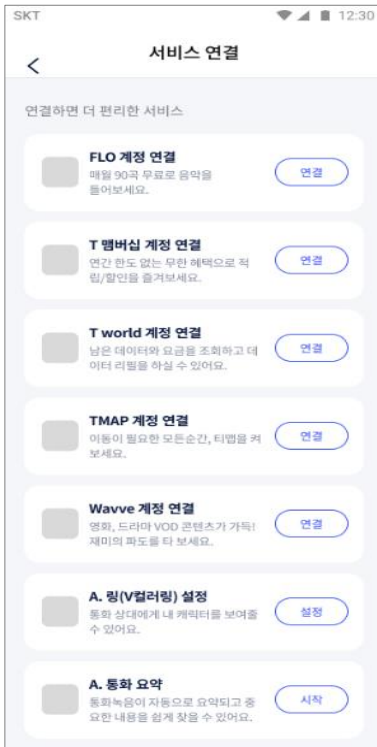 SKT
12:30
서비스 연결
연결하면 더 편리한 서비스
FLO 계정 연결
매월 90곡 무료로 음악을
들어보세요.
연결
T 맴버십 계정 연결
연간 한도 없는 무한 혜택으로 적
립/할인을 즐겨보세요.
연결
T world 계정 연결
남은 데이터와 요금을 조회하고 데
이터 리필을 하실 수 있어요.
연결
TMAP 계정 연결
이동이 필요한 모든순간, 티맵을 켜
보세요.
연결
Wavve 계정 연결
영화, 드라마 VOD 콘텐츠가 가득!
재미의 파도를 타 보세요.
연결
A. 링(V컬러링) 설정
통화 상대에게 내 캐릭터를 보여줄
수 있어요.
설정
A. 통화 요약
통화녹음이 자동으로 요약되고 중
요한 내용을 쉽게 찾을 수 있어요.
시작